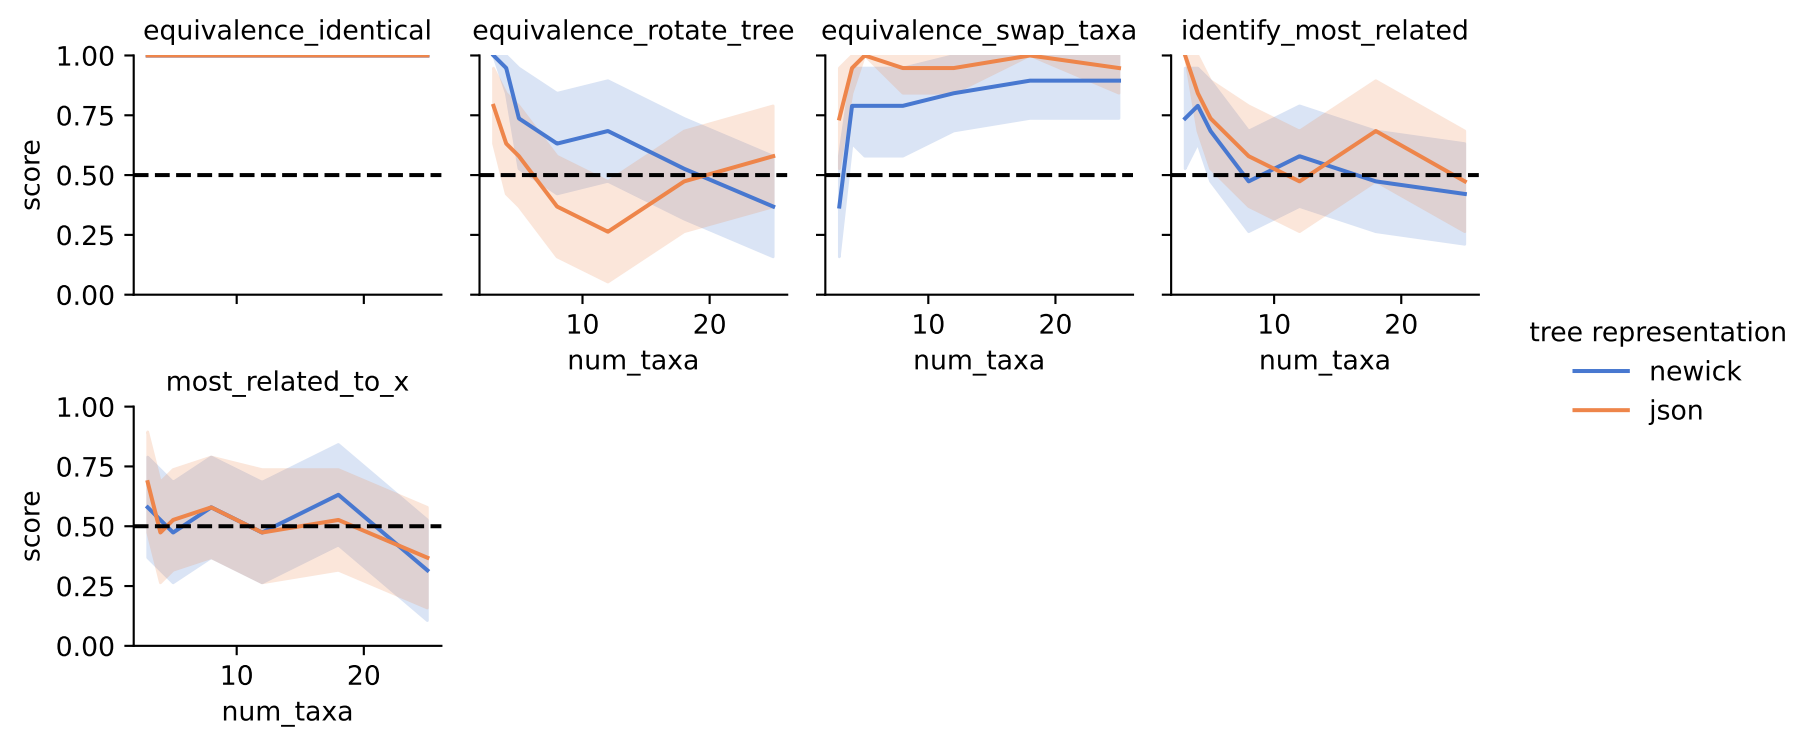 equivalence_identical
equivalence_rotate_tree
equivalence_swap_taxa
identify_most_related
1.00
0.75
0.50
0.25
0.00
score
10 20
num_taxa
10 20
num_taxa
10 20
num_taxa
tree representation
newick
json
most_related_to_x
1.00
0.75
0.50
0.25
0.00
score
10 20
num_taxa